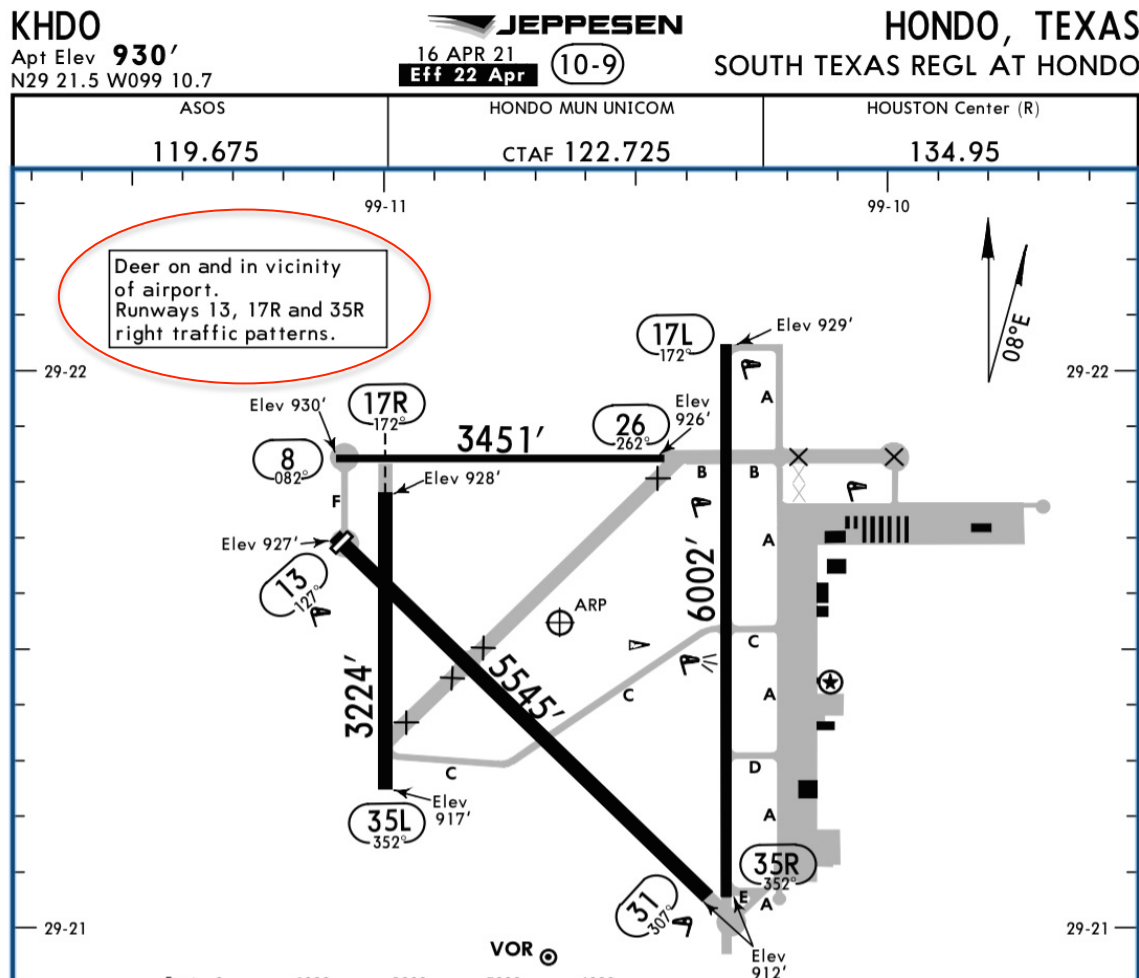 KHDO
JEPPESEN
HONDO, TEXAS
Apt Elev 930'
16 APR 21
10-9
SOUTH TEXAS REGL AT HONDO
N29 21.5 W099 10.7
Eff 22 Apr
ASOS
HONDO MUN UNICOM
HOUSTON Center (R)
119.675
CTAF 122.725
134.95
99-11
99-10
Deer on and in vicinity
of airport.
Runways 13, 17R and 35R
right traffic patterns.
08°E
17L
172°
Elev 929'
29-22
29-22
A
Elev 930'
17R
172°
Elev
926'
26
262°
3451'
8
082°
B
B
Elev 928'
F
Elev 927'
A
13
127°
6002'
ARP
C
5545'
3224'
C
A
C
D
A
Elev
917'
35L
352°
35R
352°
E
A
31
307°
29-21
29-21
VOR
Elev
912'